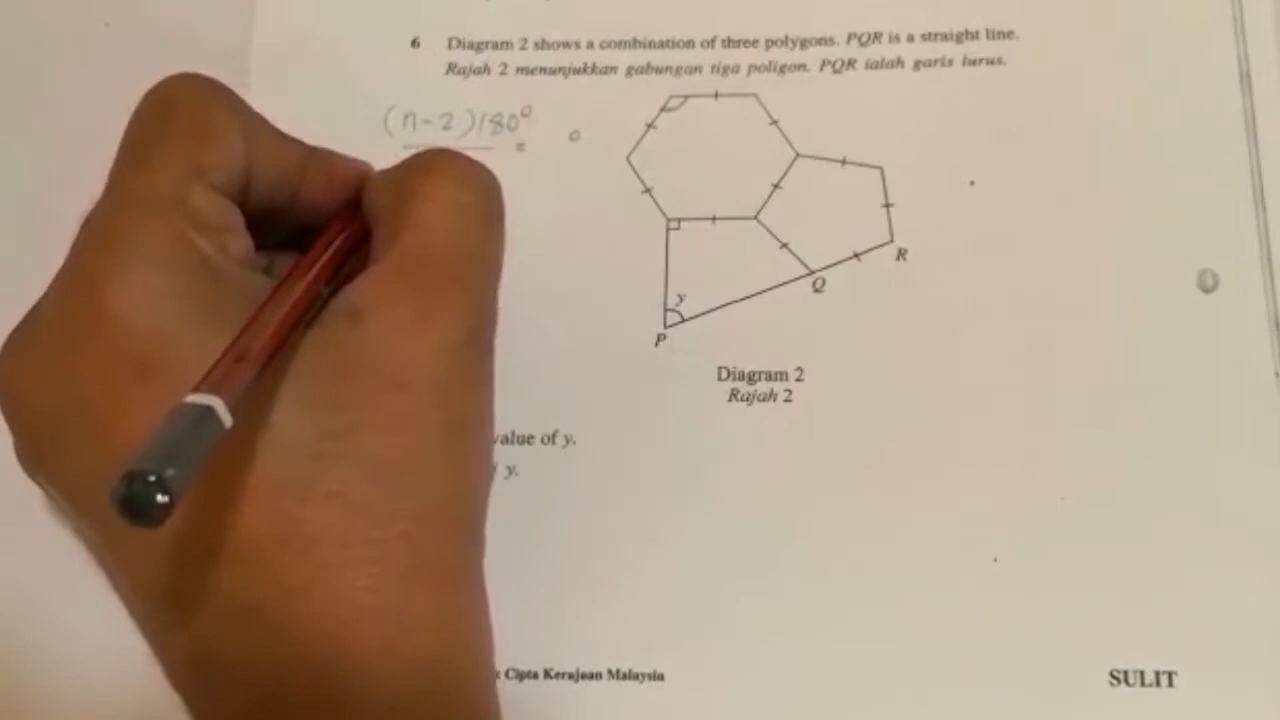 6 Diagram 2 shows a combination of three polygons. PQR is a straight line.
Rajah 2 menunjukkan gabungan tiga poligon. PQR ialah garis lurus.
(n-2)180°
=
y
P
Q
R
Diagram 2
Rajah 2
value of y.
y.
Cipta Kerajaan Malaysia
SULIT